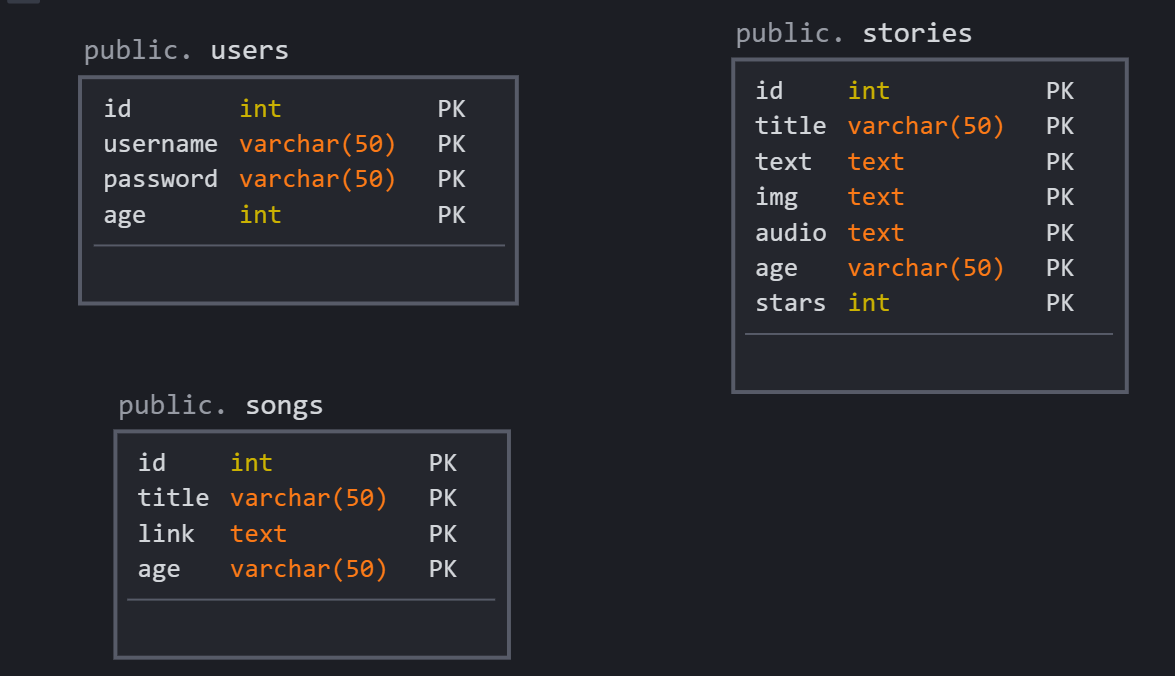 public. users
id int PK
username varchar(50) PK
password varchar(50) PK
age int PK
public. stories
id int PK
title varchar(50) PK
text text PK
img text PK
audio text PK
age varchar(50) PK
stars int PK
public. songs
id int PK
title varchar(50) PK
link text PK
age varchar(50) PK